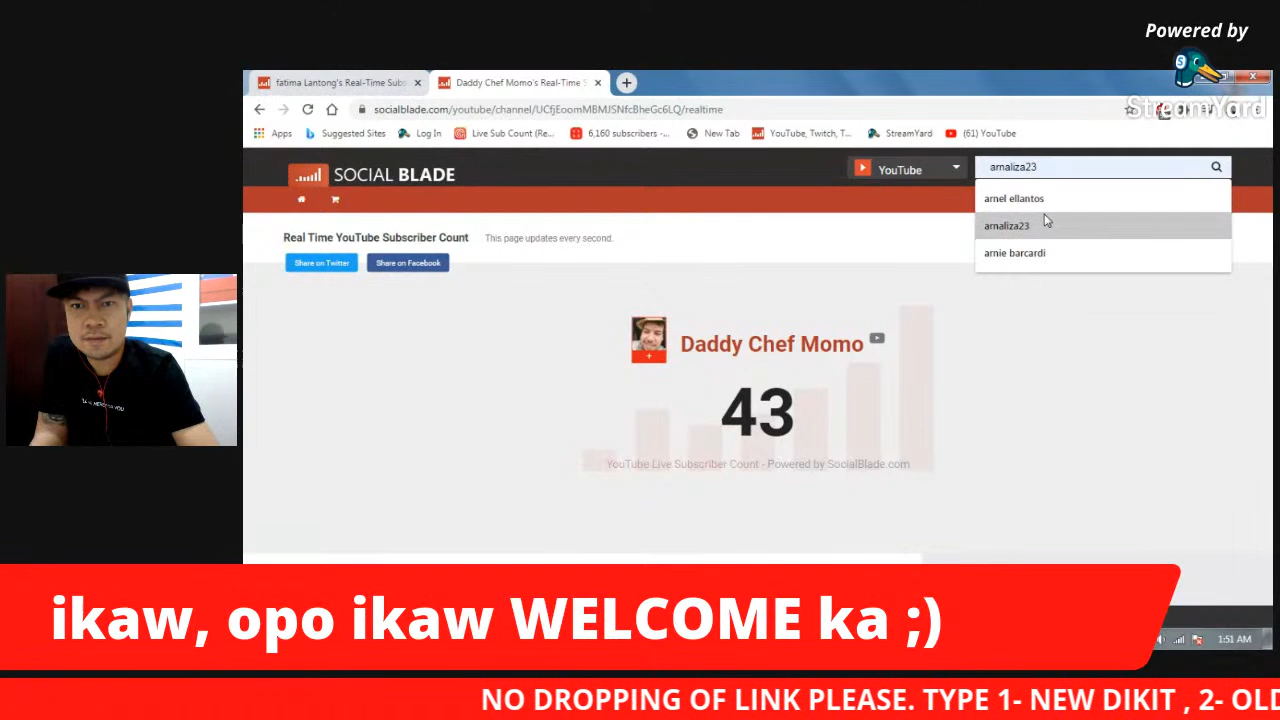 Powered by
StreamYard
fatima Lantong's Real-Time Subs
Daddy Chef Momo's Real-Time S
socialblade.com/youtube/channel/UCfjEoomMBMJSNfcBheGc6LQ/realtime
Apps
Suggested Sites
Log In
Live Sub Count (Re...
6,160 subscribers -...
New Tab
YouTube, Twitch, T...
StreamYard
(61) YouTube
SOCIAL BLADE
YouTube
arnaliza23
arnel ellantos
arnaliza23
arnie barcardi
Real Time YouTube Subscriber Count
This page updates every second.
Share on Twitter
Share on Facebook
Daddy Chef Momo
43
YouTube Live Subscriber Count - Powered by SocialBlade.com
ikaw, opo ikaw WELCOME ka ;)
1:51 AM
NO DROPPING OF LINK PLEASE. TYPE 1- NEW DIKIT , 2- OLD